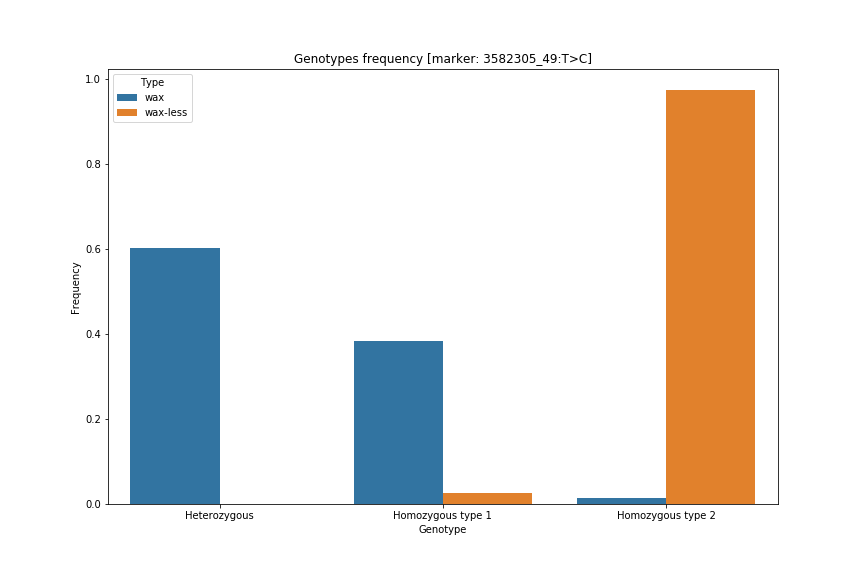 Genotypes frequency [marker: 3582305_49:T>C]
Type
wax
wax-less
1.0
0.8
0.6
0.4
0.2
0.0
Frequency
Heterozygous
Homozygous type 1
Homozygous type 2
Genotype